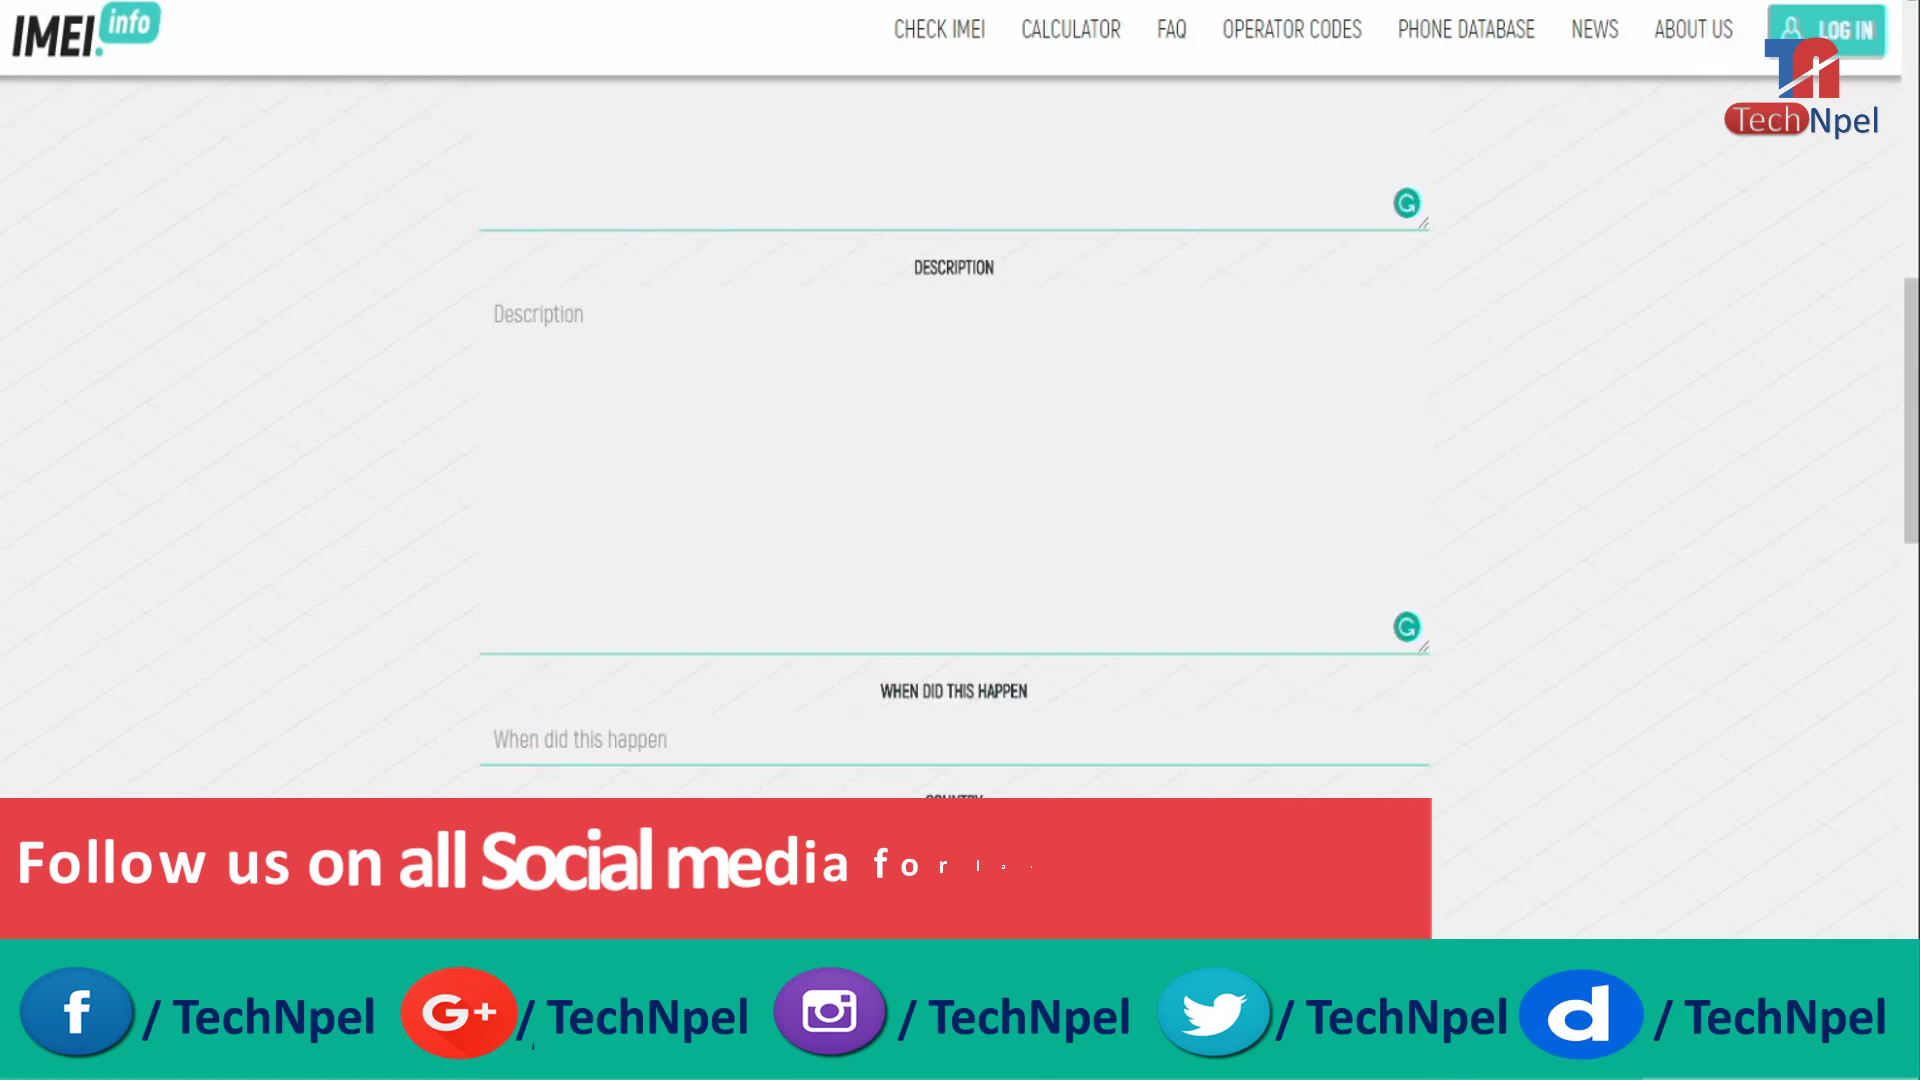 IMEI.info
CHECK IMEI CALCULATOR FAQ OPERATOR CODES PHONE DATABASE NEWS ABOUT US LOG IN
TechNpel
DESCRIPTION
Description
WHEN DID THIS HAPPEN
When did this happen
Follow us on all Social media for
/ TechNpel G+ / TechNpel / TechNpel / TechNpel d / TechNpel